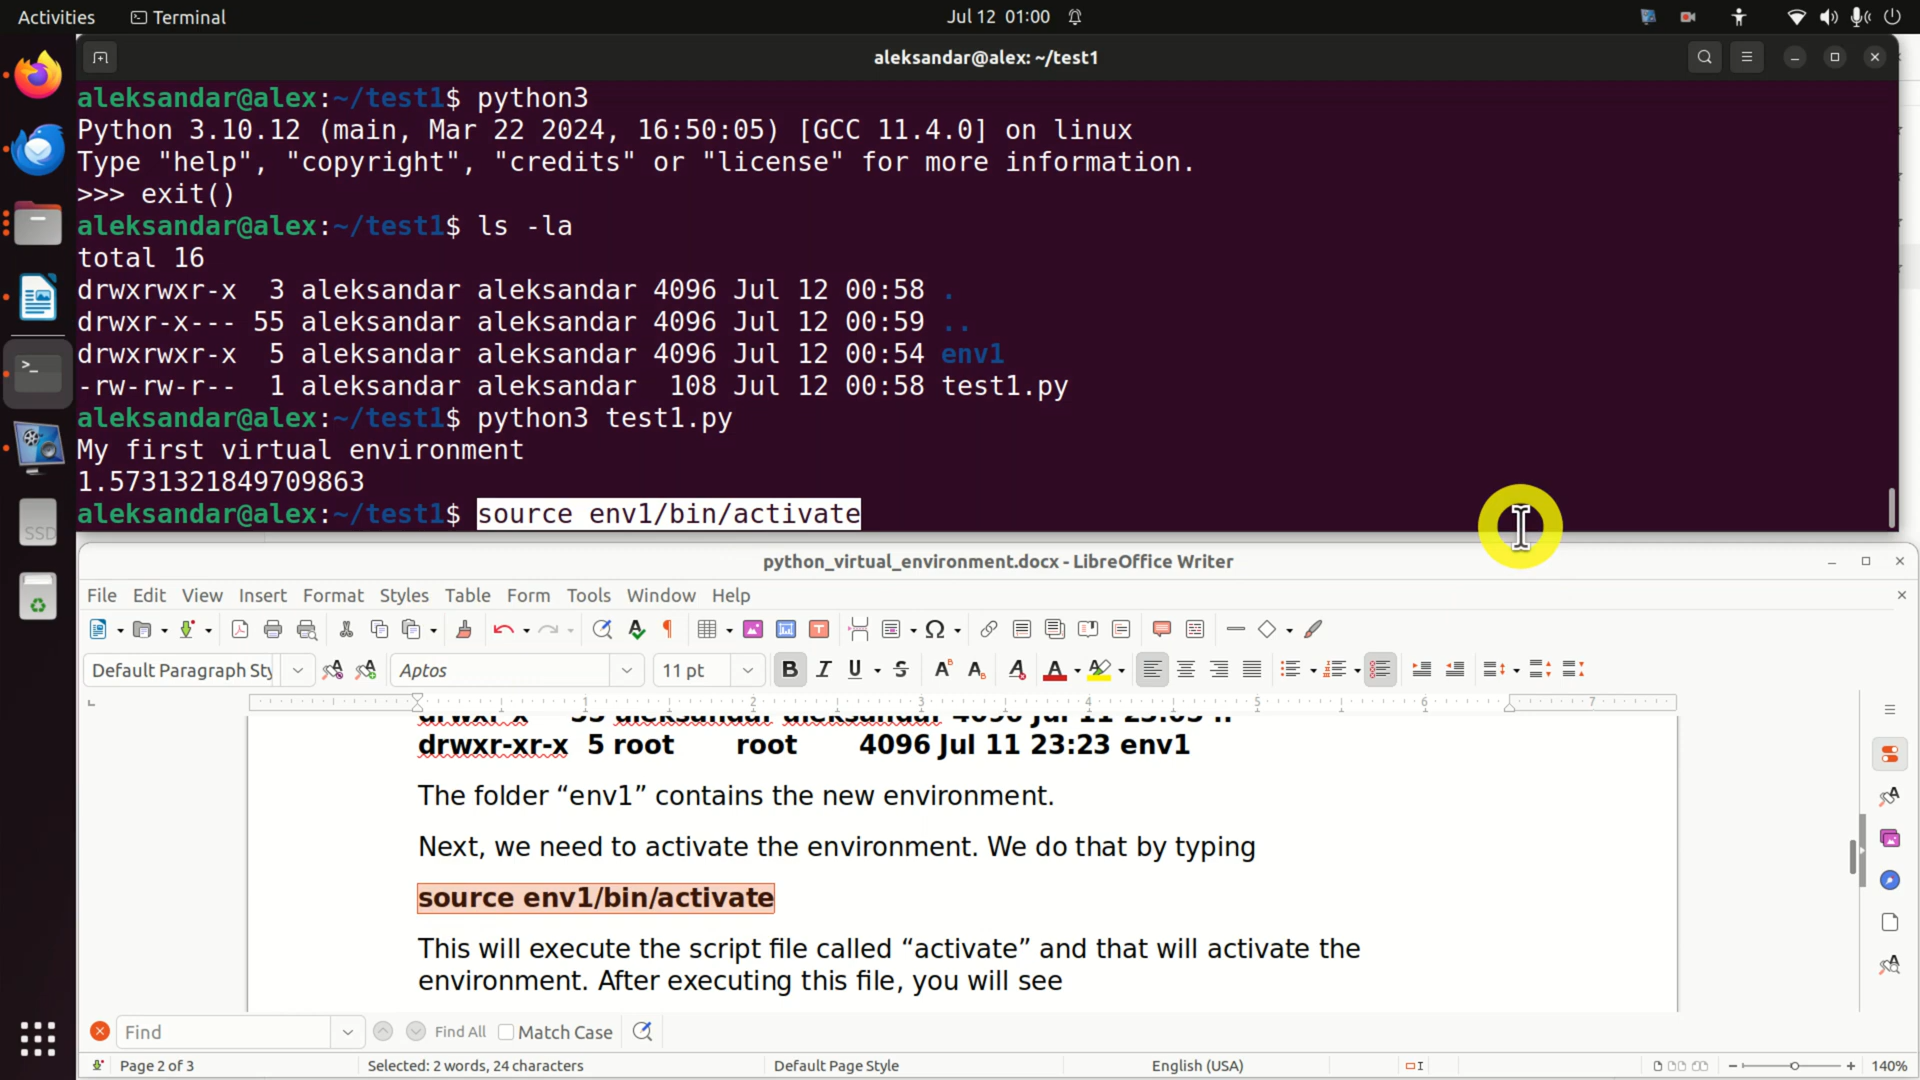 Activities
Terminal
Jul 12 01:00
aleksandar@alex: ~/test1
aleksandar@alex:~/test1$ python3
Python 3.10.12 (main, Mar 22 2024, 16:50:05) [GCC 11.4.0] on linux
Type "help", "copyright", "credits" or "license" for more information.
>>> exit()
aleksandar@alex:~/test1$ ls -la
total 16
drwxrwxr-x  3 aleksandar aleksandar 4096 Jul 12 00:58 .
drwxr-x--- 55 aleksandar aleksandar 4096 Jul 12 00:59 ..
drwxrwxr-x  5 aleksandar aleksandar 4096 Jul 12 00:54 env1
-rw-rw-r--  1 aleksandar aleksandar  108 Jul 12 00:58 test1.py
aleksandar@alex:~/test1$ python3 test1.py
My first virtual environment
1.5731321849709863
aleksandar@alex:~/test1$ source env1/bin/activate
SSD
python_virtual_environment.docx - LibreOffice Writer
File Edit View Insert Format Styles Table Form Tools Window Help
Default Paragraph Sty
Aptos
11 pt
1 2 3 4 5 6 7
drwxr-xr-x 5 root root 4096 Jul 11 23:23 env1
The folder “env1” contains the new environment.
Next, we need to activate the environment. We do that by typing
source env1/bin/activate
This will execute the script file called “activate” and that will activate the
environment. After executing this file, you will see
Find
Find All
Match Case
Page 2 of 3
Selected: 2 words, 24 characters
Default Page Style
English (USA)
140%